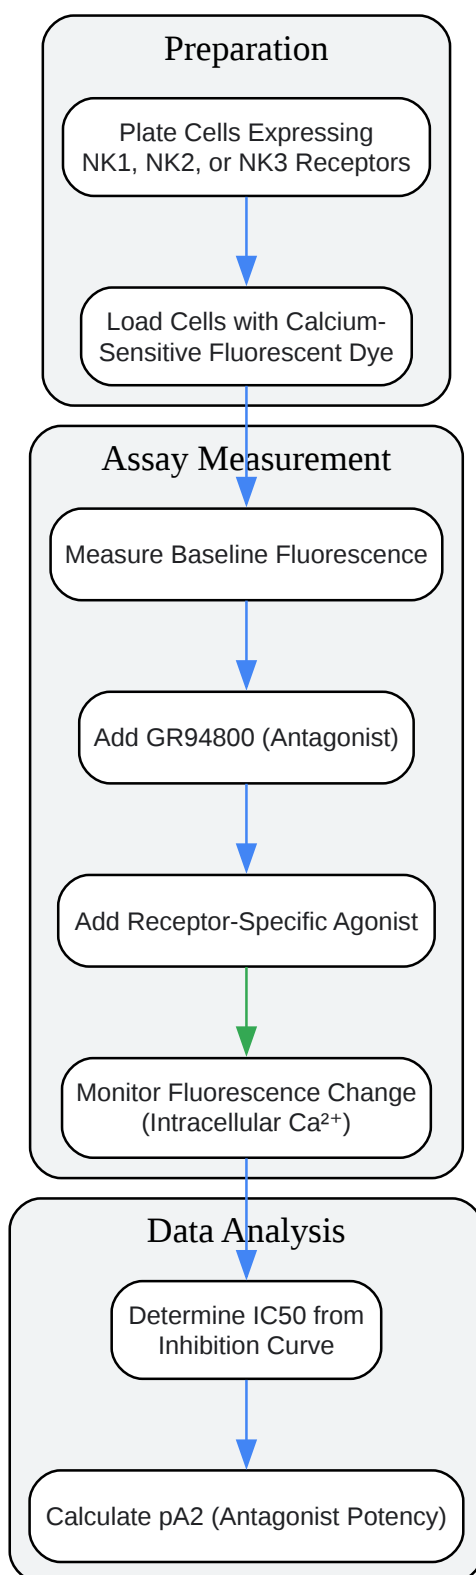 Preparation
Plate Cells Expressing
NK1, NK2, or NK3 Receptors
Load Cells with Calcium-
Sensitive Fluorescent Dye
Assay Measurement
Measure Baseline Fluorescence
Add GR94800 (Antagonist)
Add Receptor-Specific Agonist
Monitor Fluorescence Change
(Intracellular Ca²⁺)
Data Analysis
Determine IC50 from
Inhibition Curve
Calculate pA2 (Antagonist Potency)